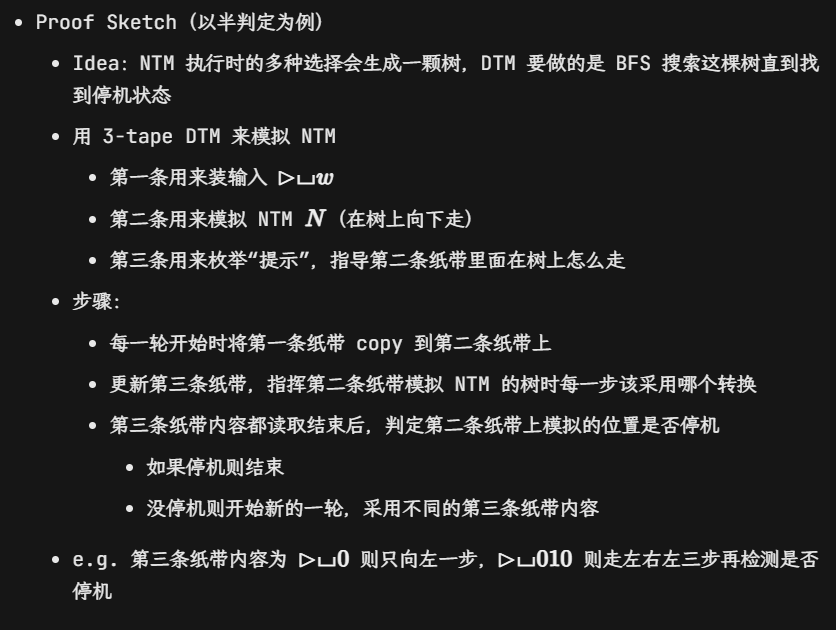 Proof Sketch（以半判定为例）
Idea：NTM 执行时的多种选择会生成一颗树，DTM 要做的是 BFS 搜索这棵树直到找
到停机状态
用 3-tape DTM 来模拟 NTM
第一条用来装输入 ▷⊔w
第二条用来模拟 NTM N（在树上向下走）
第三条用来枚举“提示”，指导第二条纸带里面在树上怎么走
步骤：
每一轮开始时将第一条纸带 copy 到第二条纸带上
更新第三条纸带，指挥第二条纸带模拟 NTM 的树时每一步该采用哪个转换
第三条纸带内容都读取结束后，判定第二条纸带上模拟的位置是否停机
如果停机则结束
没停机则开始新的一轮，采用不同的第三条纸带内容
e.g. 第三条纸带内容为 ▷⊔0 则只向左一步，▷⊔010 则走左右左三步再检测是否
停机